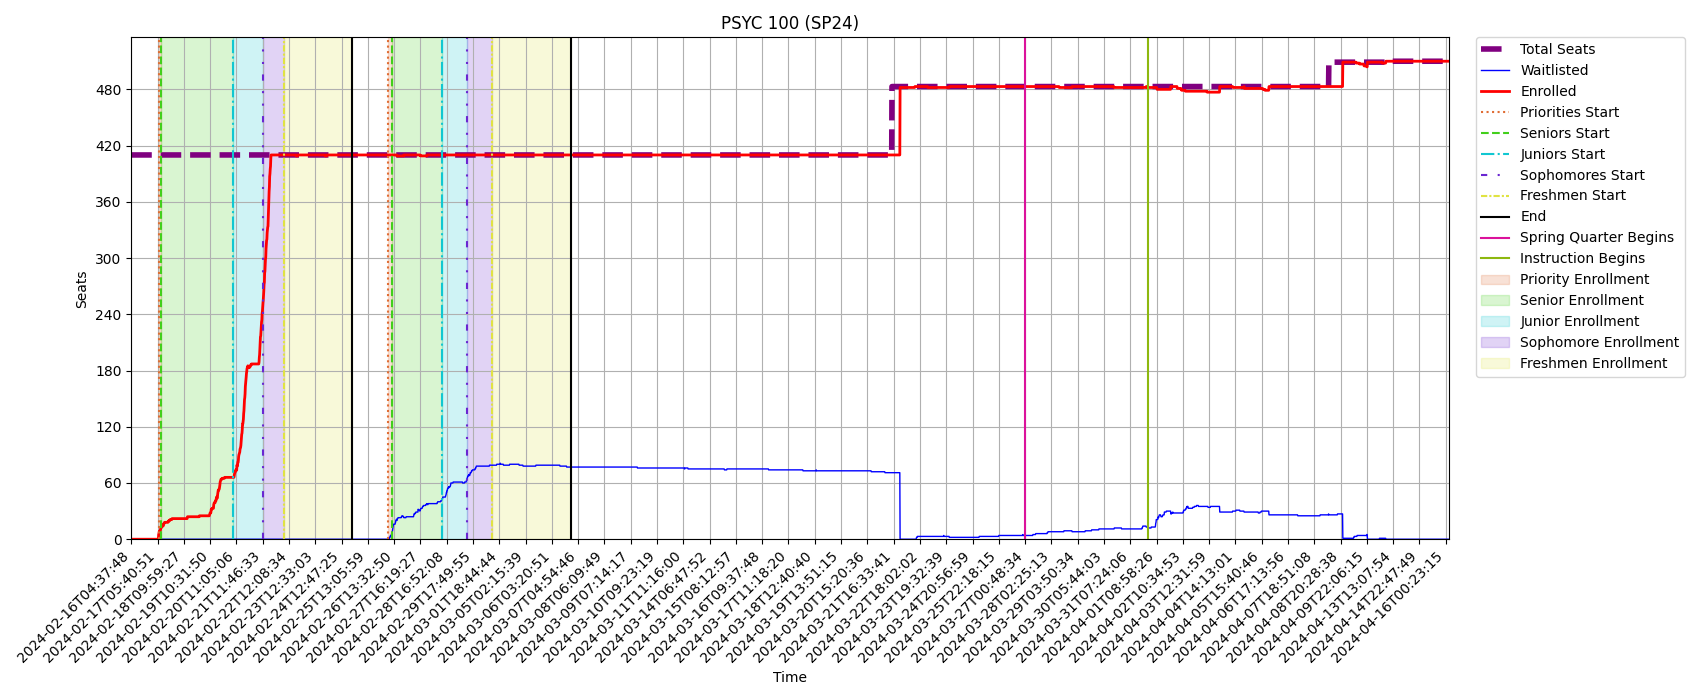 PSYC 100 (SP24)
Seats
480
420
360
300
240
180
120
60
0
2024-02-16T04:37:48
2024-02-17T05:40:51
2024-02-18T09:59:27
2024-02-19T10:31:50
2024-02-20T11:05:06
2024-02-21T11:46:33
2024-02-22T12:08:34
2024-02-23T12:33:03
2024-02-24T12:47:25
2024-02-25T13:05:59
2024-02-26T13:32:50
2024-02-27T16:19:27
2024-02-28T16:52:08
2024-02-29T17:49:55
2024-03-01T18:44:44
2024-03-05T02:15:39
2024-03-06T03:20:51
2024-03-07T04:54:46
2024-03-08T06:09:49
2024-03-09T07:14:17
2024-03-10T09:23:19
2024-03-11T11:16:00
2024-03-14T06:47:52
2024-03-15T08:12:57
2024-03-16T09:37:48
2024-03-17T11:18:20
2024-03-18T12:40:40
2024-03-19T13:51:15
2024-03-20T15:20:36
2024-03-21T16:33:41
2024-03-22T18:02:02
2024-03-23T19:32:39
2024-03-24T20:56:59
2024-03-25T22:18:15
2024-03-27T00:48:34
2024-03-28T02:25:13
2024-03-29T03:50:34
2024-03-30T05:44:03
2024-03-31T07:24:06
2024-04-01T08:58:26
2024-04-02T10:34:53
2024-04-03T12:31:59
2024-04-04T14:13:01
2024-04-05T15:40:46
2024-04-06T17:13:56
2024-04-07T18:51:08
2024-04-08T20:28:38
2024-04-09T22:06:15
2024-04-13T13:07:54
2024-04-14T22:47:49
2024-04-16T00:23:15
Time
Total Seats
Waitlisted
Enrolled
Priorities Start
Seniors Start
Juniors Start
Sophomores Start
Freshmen Start
End
Spring Quarter Begins
Instruction Begins
Priority Enrollment
Senior Enrollment
Junior Enrollment
Sophomore Enrollment
Freshmen Enrollment